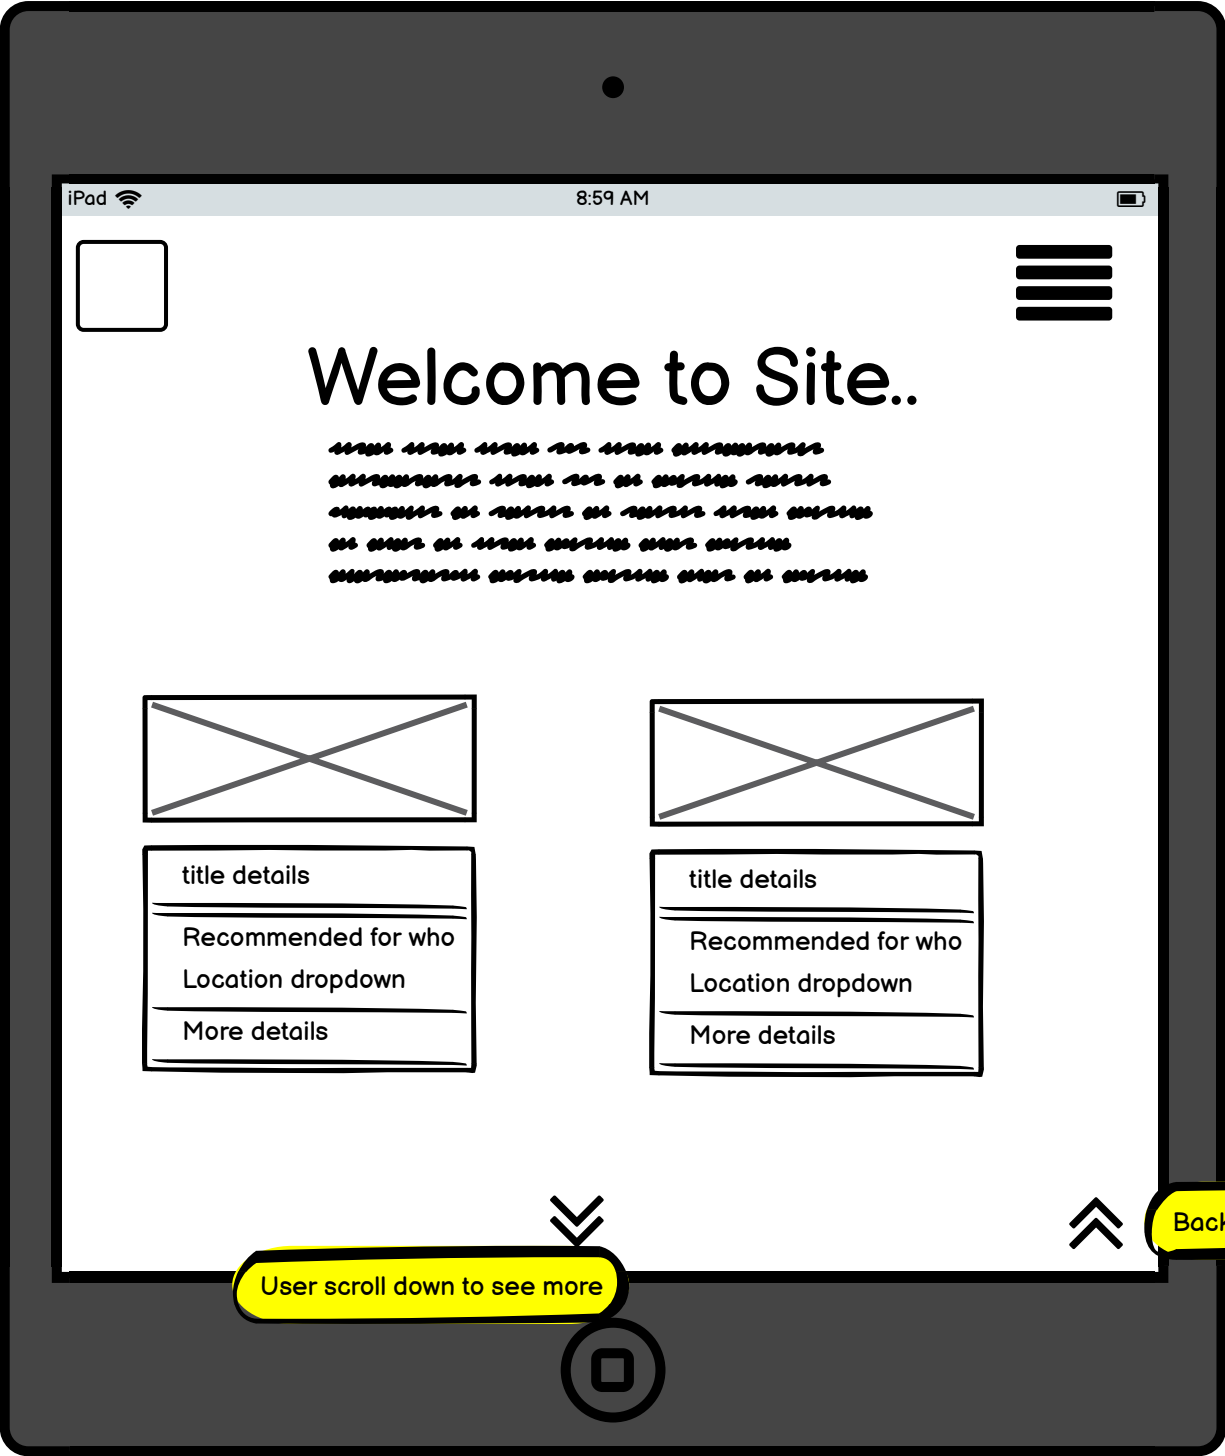 iPad
8:59 AM
Welcome to Site..
title details
Recommended for who
Location dropdown
More details
title details
Recommended for who
Location dropdown
More details
Back
User scroll down to see more